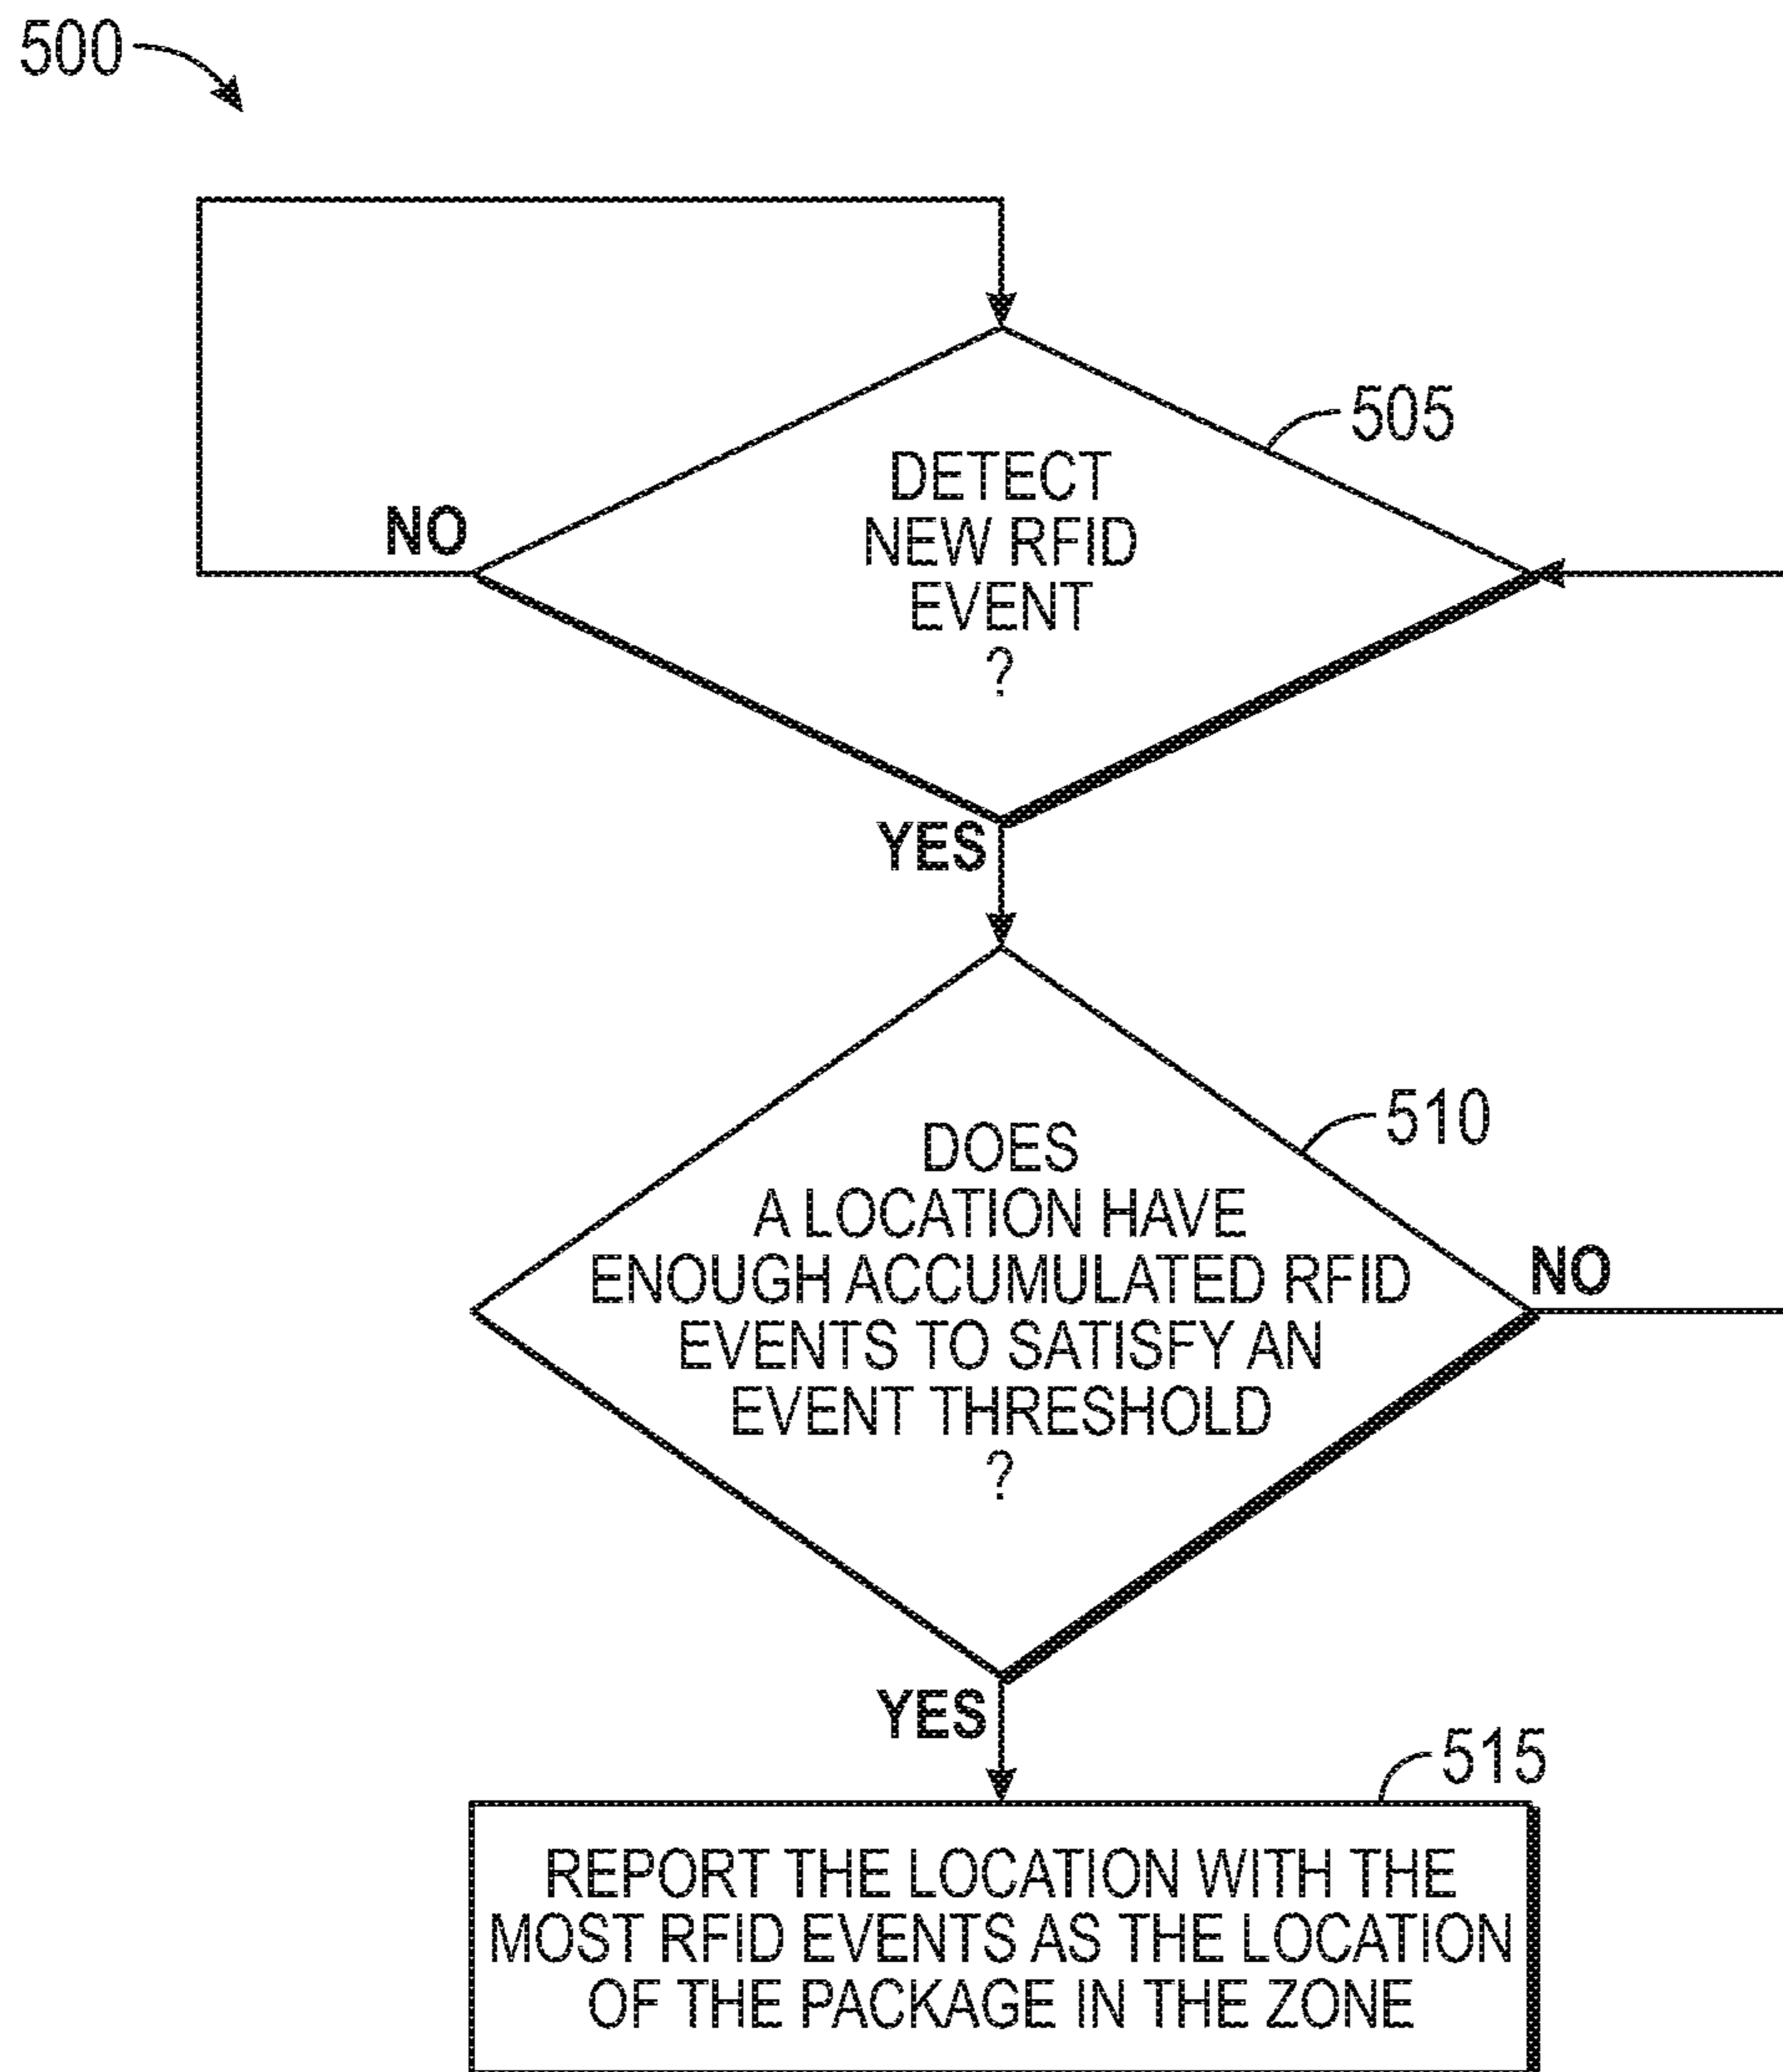 500
505
DETECT
NEW RFID
EVENT
?
NO
YES
510
DOES
A LOCATION HAVE
ENOUGH ACCUMULATED RFID
EVENTS TO SATISFY AN
EVENT THRESHOLD
?
NO
YES
515
REPORT THE LOCATION WITH THE
MOST RFID EVENTS AS THE LOCATION
OF THE PACKAGE IN THE ZONE